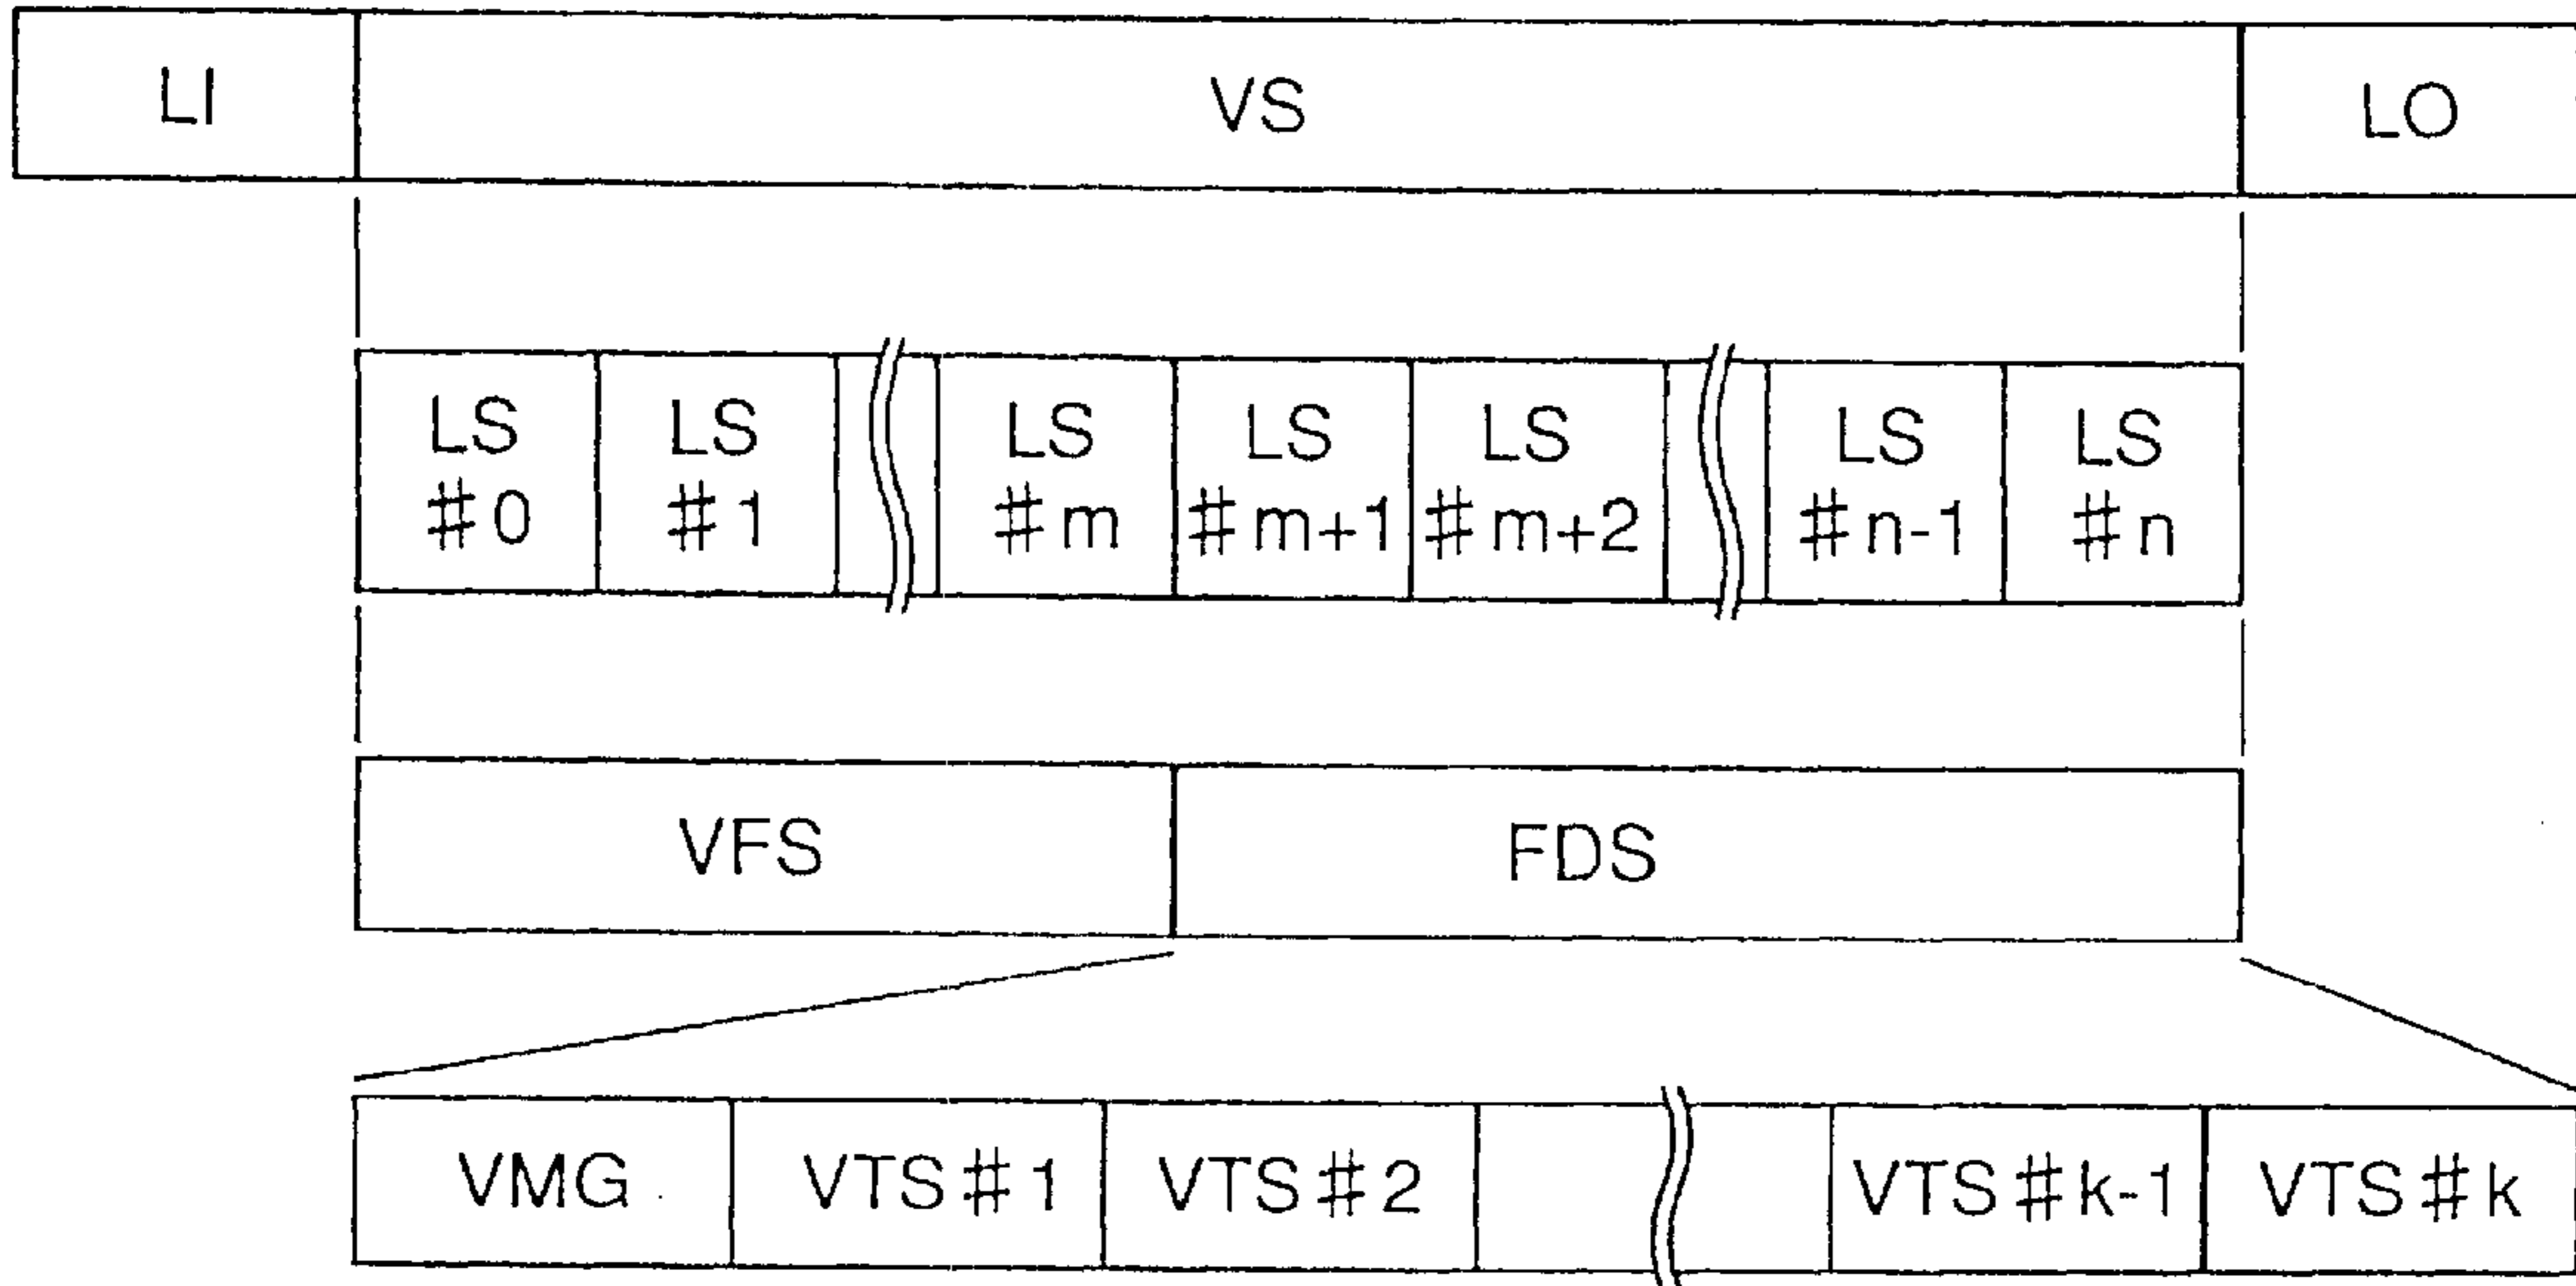 LI VS LO
LS LS LS LS LS LS LS
#0 #1 #m #m+1 #m+2 #n-1 #n
VFS FDS
VMG VTS#1 VTS#2 VTS#k-1 VTS#k